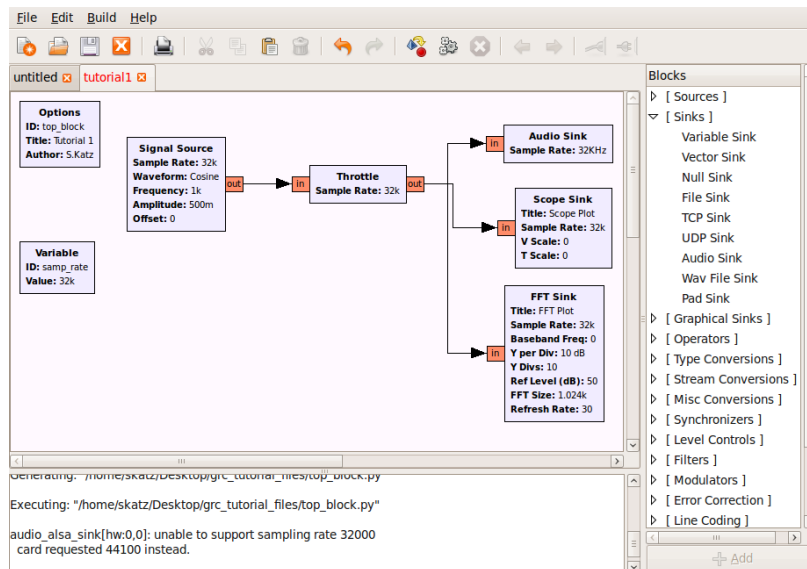 File Edit Build Help
untitled tutorial1
Options
ID: top_block
Title: Tutorial 1
Author: S.Katz
Signal Source
Sample Rate: 32k
Waveform: Cosine
Frequency: 1k
Amplitude: 500m
Offset: 0
out
in
Throttle
Sample Rate: 32k
out
in
Audio Sink
Sample Rate: 32KHz
in
Scope Sink
Title: Scope Plot
Sample Rate: 32k
V Scale: 0
T Scale: 0
Variable
ID: samp_rate
Value: 32k
in
FFT Sink
Title: FFT Plot
Sample Rate: 32k
Baseband Freq: 0
Y per Div: 10 dB
Y Divs: 10
Ref Level (dB): 50
FFT Size: 1.024k
Refresh Rate: 30
Generating: "/home/skatz/Desktop/grc_tutorial_files/top_block.py"
Executing: "/home/skatz/Desktop/grc_tutorial_files/top_block.py"
audio_alsa_sink[hw:0,0]: unable to support sampling rate 32000
card requested 44100 instead.
Blocks
[ Sources ]
[ Sinks ]
Variable Sink
Vector Sink
Null Sink
File Sink
TCP Sink
UDP Sink
Audio Sink
Wav File Sink
Pad Sink
[ Graphical Sinks ]
[ Operators ]
[ Type Conversions ]
[ Stream Conversions ]
[ Misc Conversions ]
[ Synchronizers ]
[ Level Controls ]
[ Filters ]
[ Modulators ]
[ Error Correction ]
[ Line Coding ]
Add